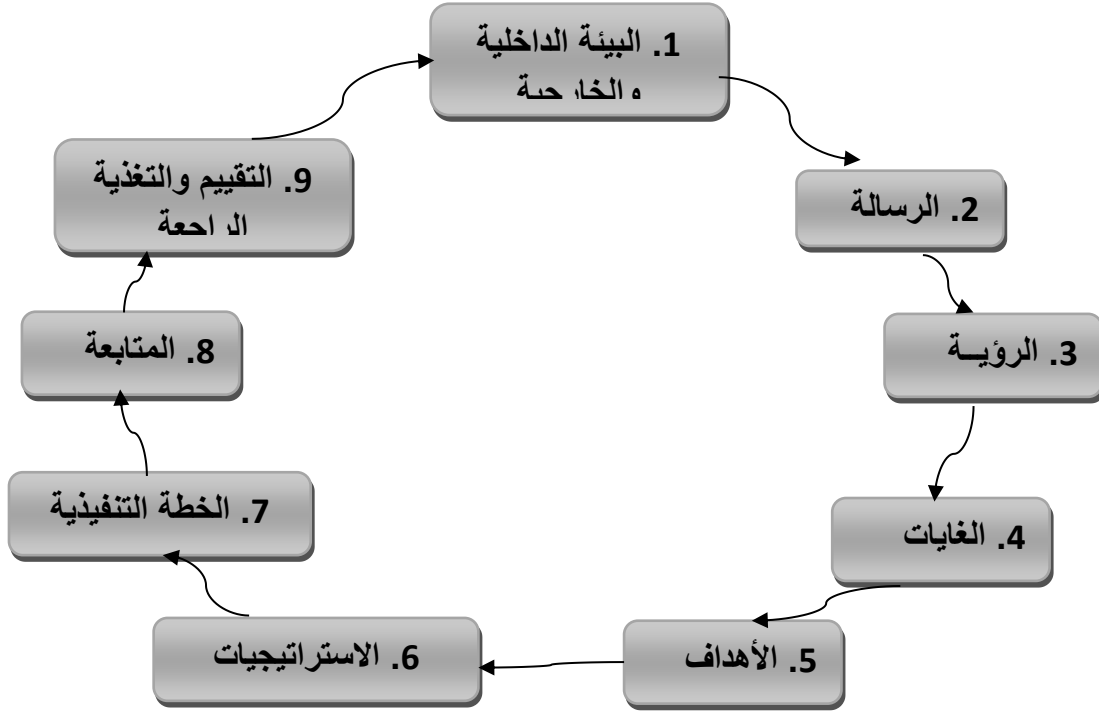 1. البيئة الداخلية
والخارجية
2. الرسالة
3. الرؤيــة
4. الغايات
5. الأهداف
6. الاستراتيجيات
7. الخطة التنفيذية
8. المتابعة
9. التقييم والتغذية
الراجعة